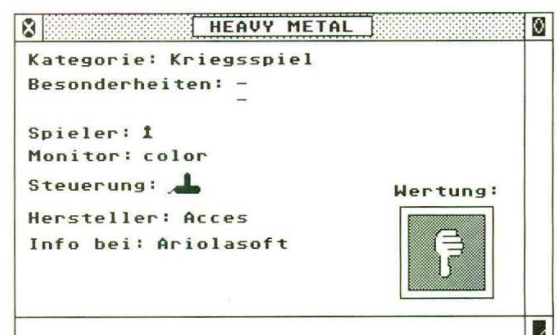 HEAVY METAL
Kategorie: Kriegsspiel
Besonderheiten: –
–
Spieler: 1
Monitor: color
Steuerung:
Wertung:
Hersteller: Acces
Info bei: Ariolasoft